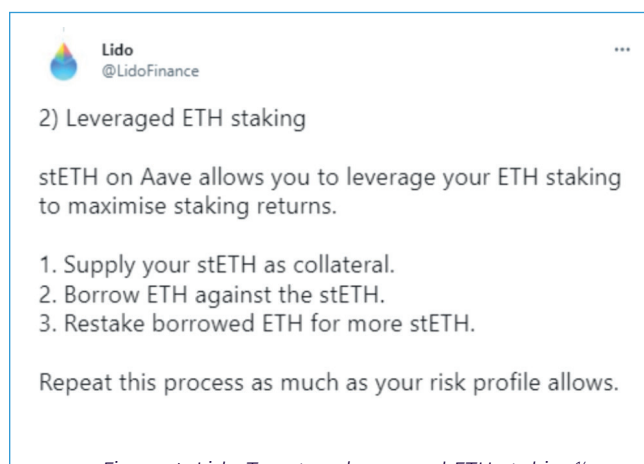 Lido
@LidoFinance
2) Leveraged ETH staking
stETH on Aave allows you to leverage your ETH staking
to maximise staking returns.
1. Supply your stETH as collateral.
2. Borrow ETH against the stETH.
3. Restake borrowed ETH for more stETH.
Repeat this process as much as your risk profile allows.